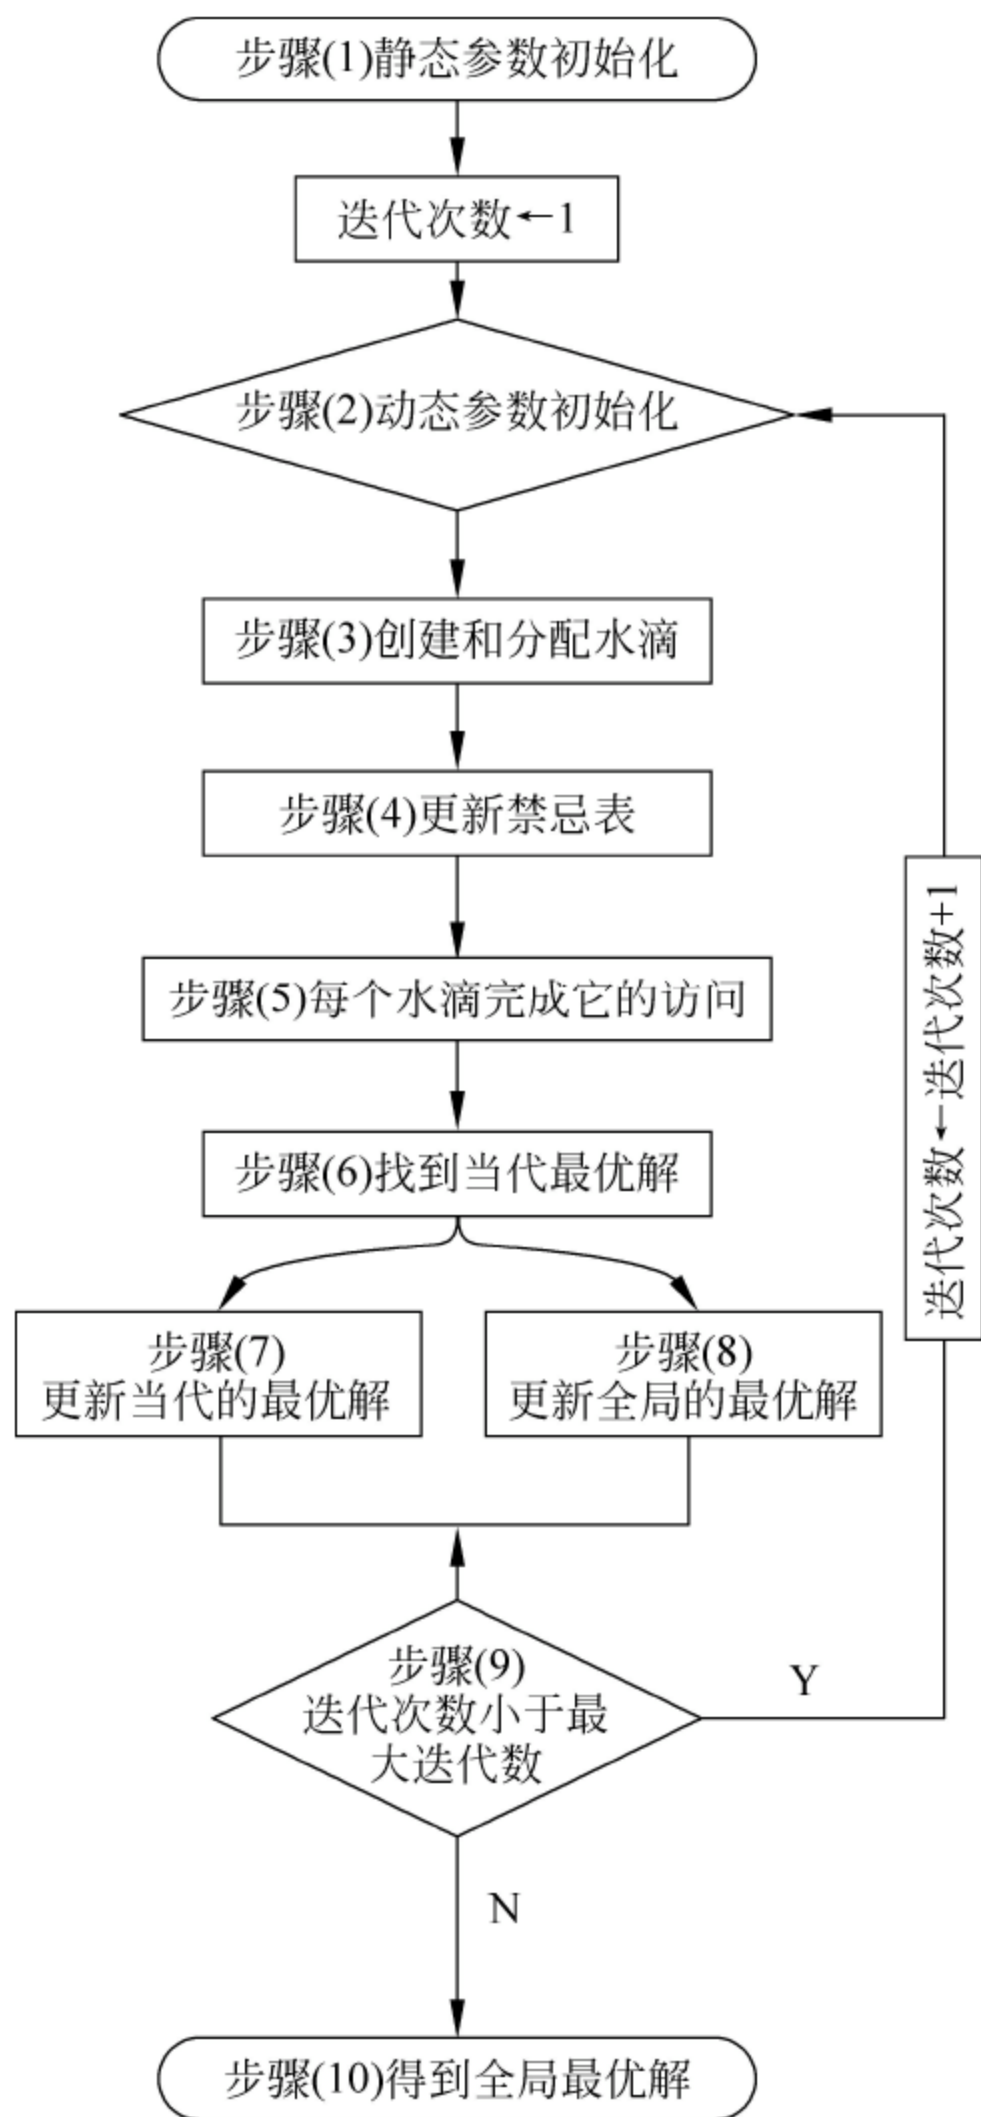 步骤(1)静态参数初始化
迭代次数←1
步骤(2)动态参数初始化
步骤(3)创建和分配水滴
步骤(4)更新禁忌表
步骤(5)每个水滴完成它的访问
步骤(6)找到当代最优解
步骤(7)
更新当代的最优解
步骤(8)
更新全局的最优解
迭代次数←迭代次数+1
步骤(9)
迭代次数小于最
大迭代数
Y
N
步骤(10)得到全局最优解